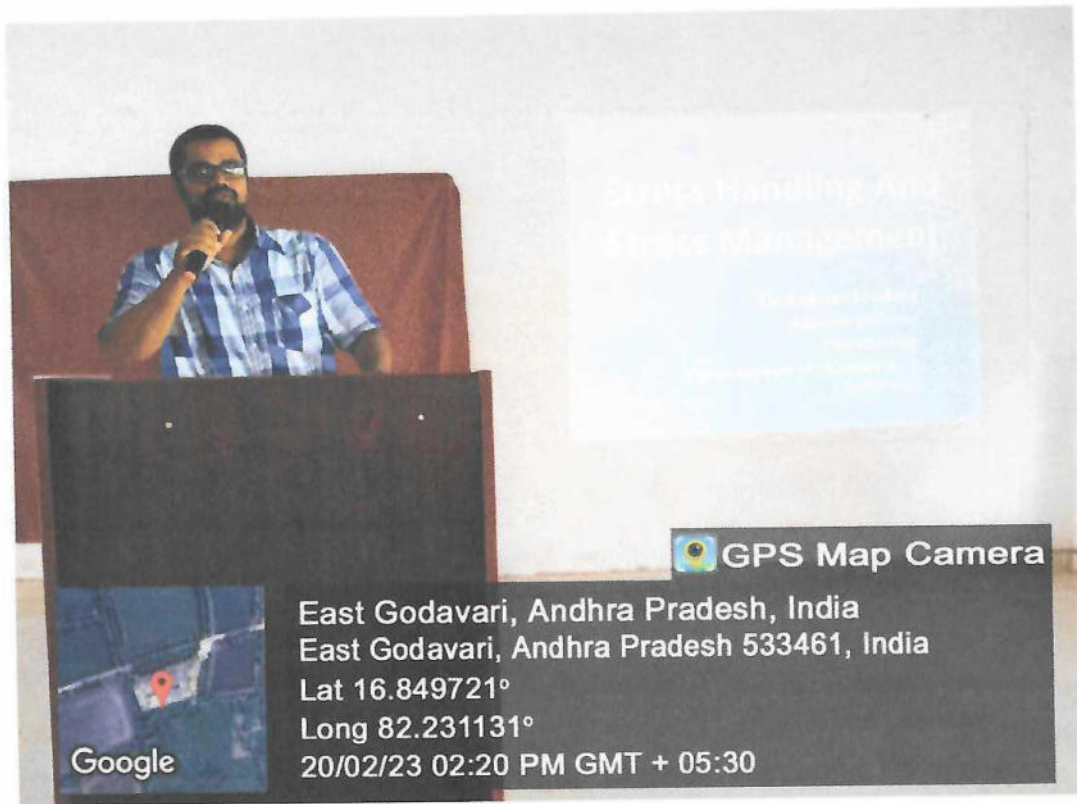 Stress Handling And
Stress Management
GPS Map Camera
East Godavari, Andhra Pradesh, India
East Godavari, Andhra Pradesh 533461, India
Lat 16.849721°
Long 82.231131°
20/02/23 02:20 PM GMT + 05:30
Google